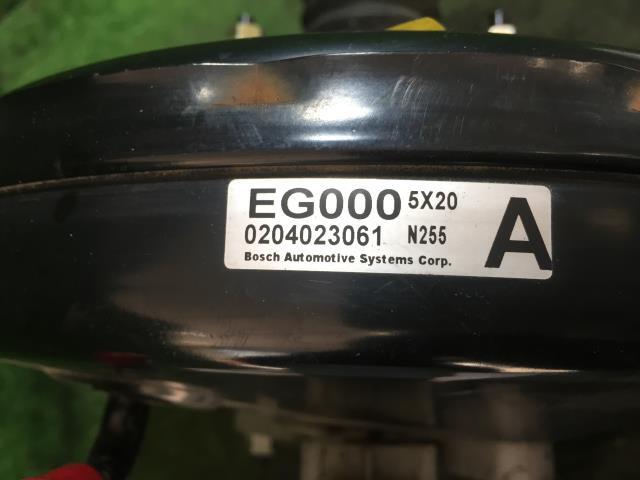 EG000 5X20
0204023061 N255 A
Bosch Automotive Systems Corp.